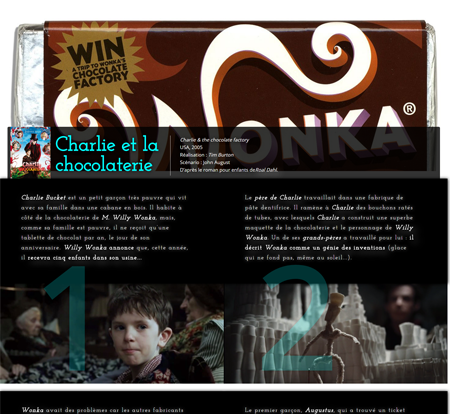 WIN
A TRIP TO WONKA'S
CHOCOLATE
FACTORY
WONKA®
Charlie et la
chocolaterie
Charlie & the chocolate factory
USA, 2005
Réalisation : Tim Burton
Scénario : John August
D'après le roman pour enfants de Roal Dahl.
Charlie Bucket est un petit garçon très pauvre qui vit
avec sa famille dans une cabane en bois. Il habite à
côté de la chocolaterie de M. Willy Wonka, mais,
comme sa famille est pauvre, il ne reçoit qu'une
tablette de chocolat par an, le jour de son
anniversaire. Willy Wonka annonce que, cette année,
il recevra cinq enfants dans son usine...
Le père de Charlie travaillait dans une fabrique de
pâte dentifrice. Il ramène à Charlie des bouchons ratés
de tubes, avec lesquels Charlie a construit une superbe
maquette de la chocolaterie et le personnage de Willy
Wonka. Un de ses grands-pères a travaillé pour lui : il
décrit Wonka comme un génie des inventions (glace
qui ne fond pas, même au soleil...).
1
2
Wonka avait des problèmes car les autres fabricants
Le premier garçon, Augustus, qui a trouvé un ticket